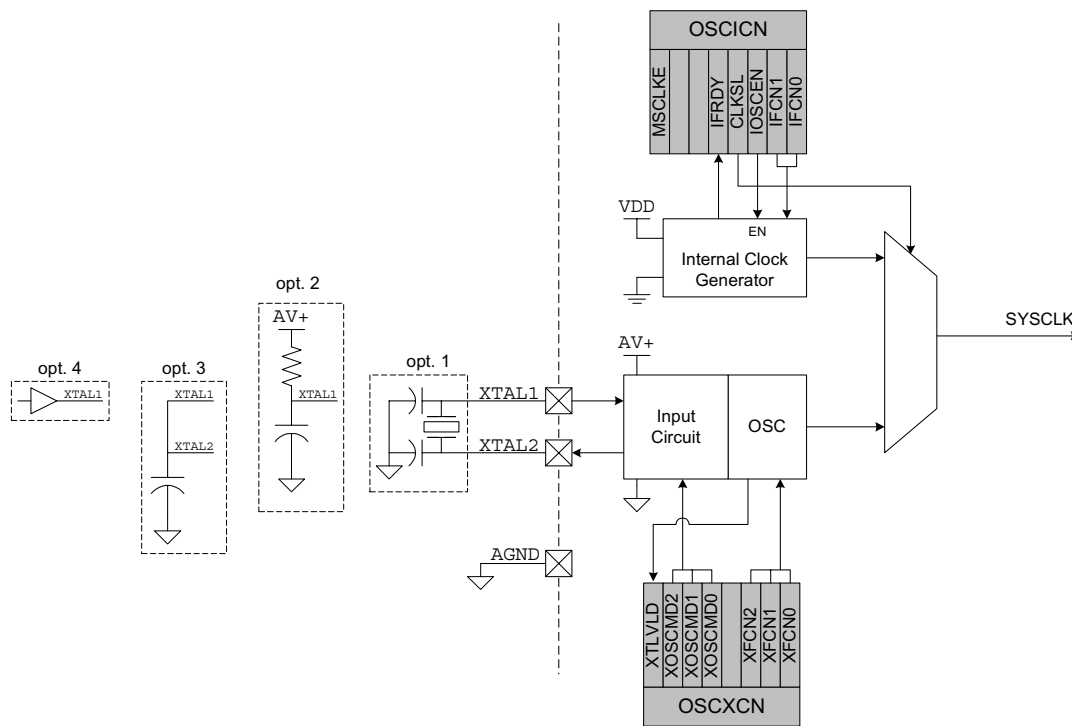 OSCICN
MSCLKE
IFRDY
CLKSL
IOSCEN
IFCN1
IFCN0
VDD
EN
Internal Clock
Generator
SYSCLK
opt. 2
AV+
XTAL1
opt. 4
XTAL1
opt. 3
XTAL1
XTAL2
opt. 1
XTAL1
XTAL2
AV+
Input
Circuit
OSC
AGND
XTLVLD
XOSCMD2
XOSCMD1
XOSCMD0
XFCN2
XFCN1
XFCN0
OSCXCN